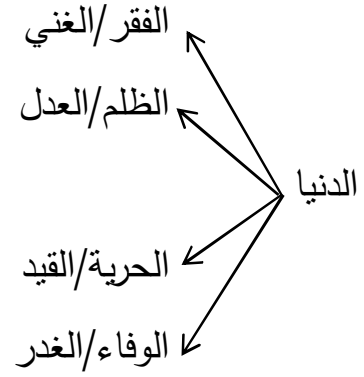 الفقر/الغني
الظلم/العدل
الدنيا
الحرية/القيد
الوفاء/الغدر